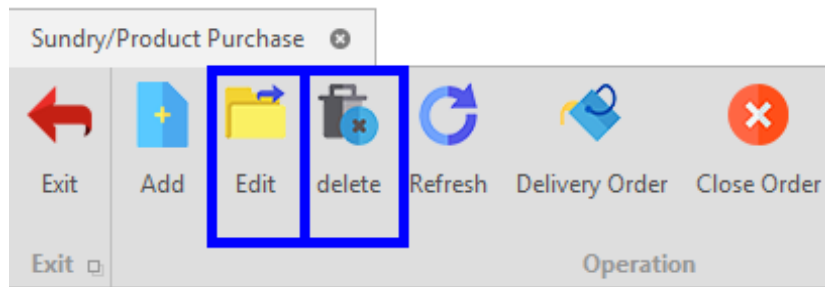 Sundry/Product Purchase
Exit Add Edit delete Refresh Delivery Order Close Order
Exit Operation